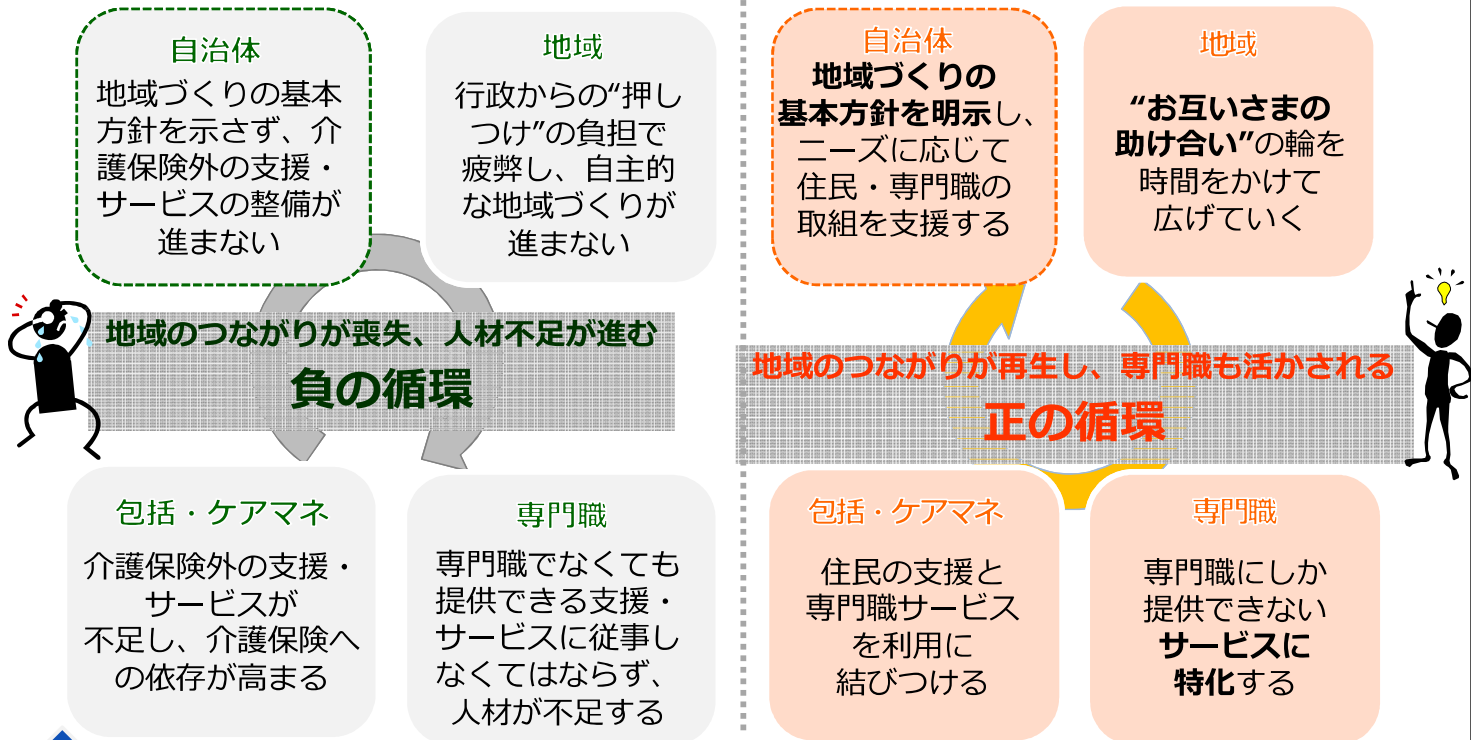 自治体
地域づくりの基本
方針を示さず、介
護保険外の支援・
サービスの整備が
進まない
地域
行政からの“押し
つけ”の負担で
疲弊し、自主的
な地域づくりが
進まない
地域のつながりが喪失、人材不足が進む
負の循環
包括・ケアマネ
介護保険外の支援・
サービスが
不足し、介護保険へ
の依存が高まる
専門職
専門職でなくても
提供できる支援・
サービスに従事し
なくてはならず、
人材が不足する
自治体
地域づくりの
基本方針を明示し、
ニーズに応じて
住民・専門職の
取組を支援する
地域
“お互いさまの
助け合い”の輪を
時間をかけて
広げていく
地域のつながりが再生し、専門職も活かされる
正の循環
包括・ケアマネ
住民の支援と
専門職サービス
を利用に
結びつける
専門職
専門職にしか
提供できない
サービスに
特化する